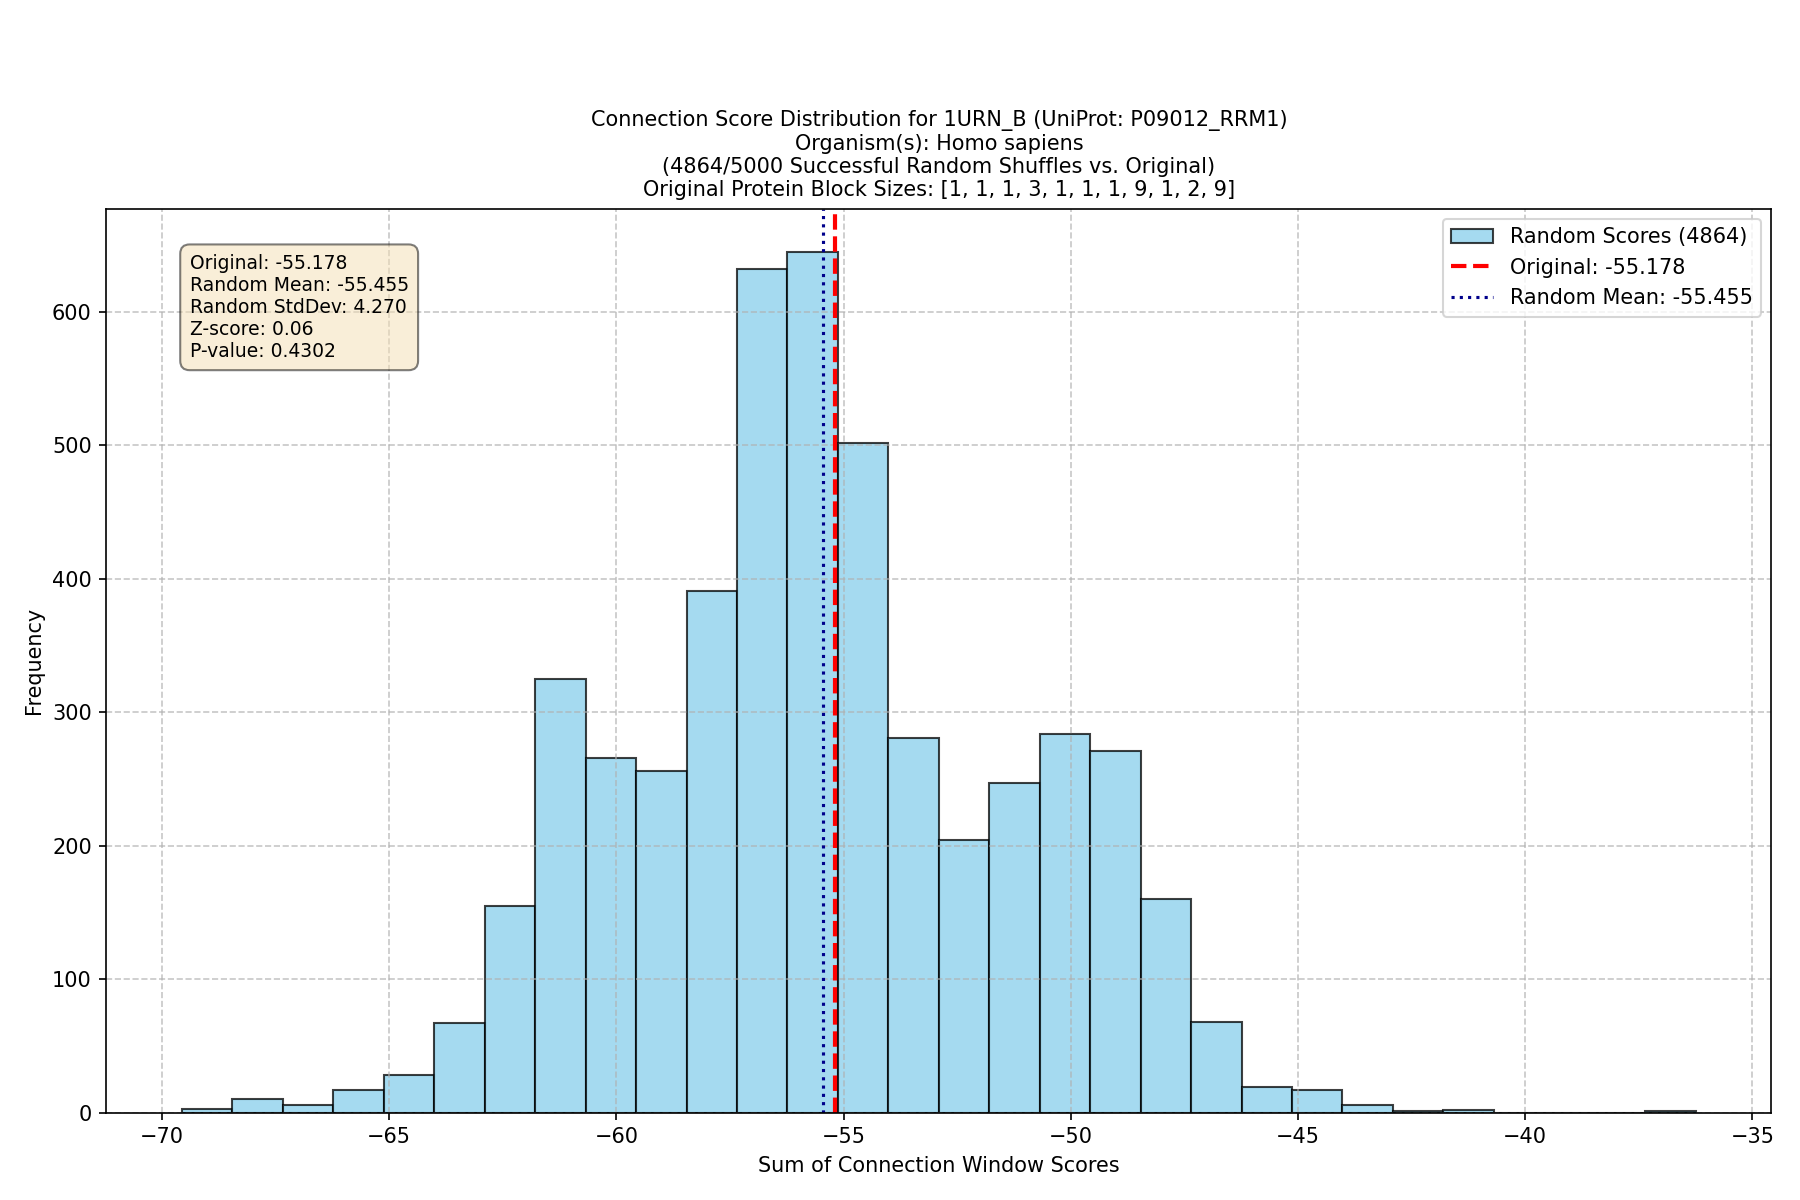 Connection Score Distribution for 1URN_B (UniProt: P09012_RRM1)
Organism(s): Homo sapiens
(4864/5000 Successful Random Shuffles vs. Original)
Original Protein Block Sizes: [1, 1, 1, 3, 1, 1, 1, 9, 1, 2, 9]
Original: -55.178
Random Mean: -55.455
Random StdDev: 4.270
Z-score: 0.06
P-value: 0.4302
Random Scores (4864)
Original: -55.178
Random Mean: -55.455
Frequency
600
500
400
300
200
100
0
−70 −65 −60 −55 −50 −45 −40 −35
Sum of Connection Window Scores